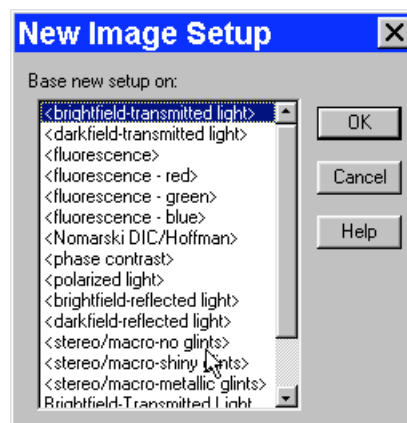 New Image Setup
Base new setup on:
<brightfield-transmitted light>
<darkfield-transmitted light>
<fluorescence>
<fluorescence - red>
<fluorescence - green>
<fluorescence - blue>
<Nomarski DIC/Hoffman>
<phase contrast>
<polarized light>
<brightfield-reflected light>
<darkfield-reflected light>
<stereo/macro-no glints>
<stereo/macro-shiny glints>
<stereo/macro-metallic glints>
Brightfield-Transmitted Light
OK
Cancel
Help